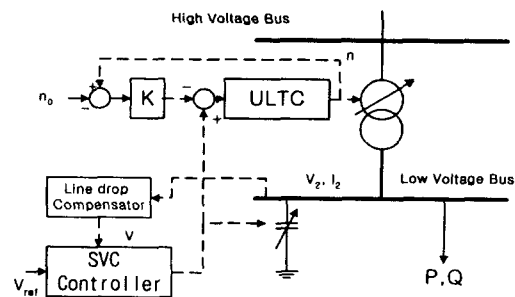 High Voltage Bus
n
+
n₀
−
K
−
+
ULTC
V₂, I₂
Low Voltage Bus
Line drop
Compensator
V
SVC
Controller
V_ref
P,Q